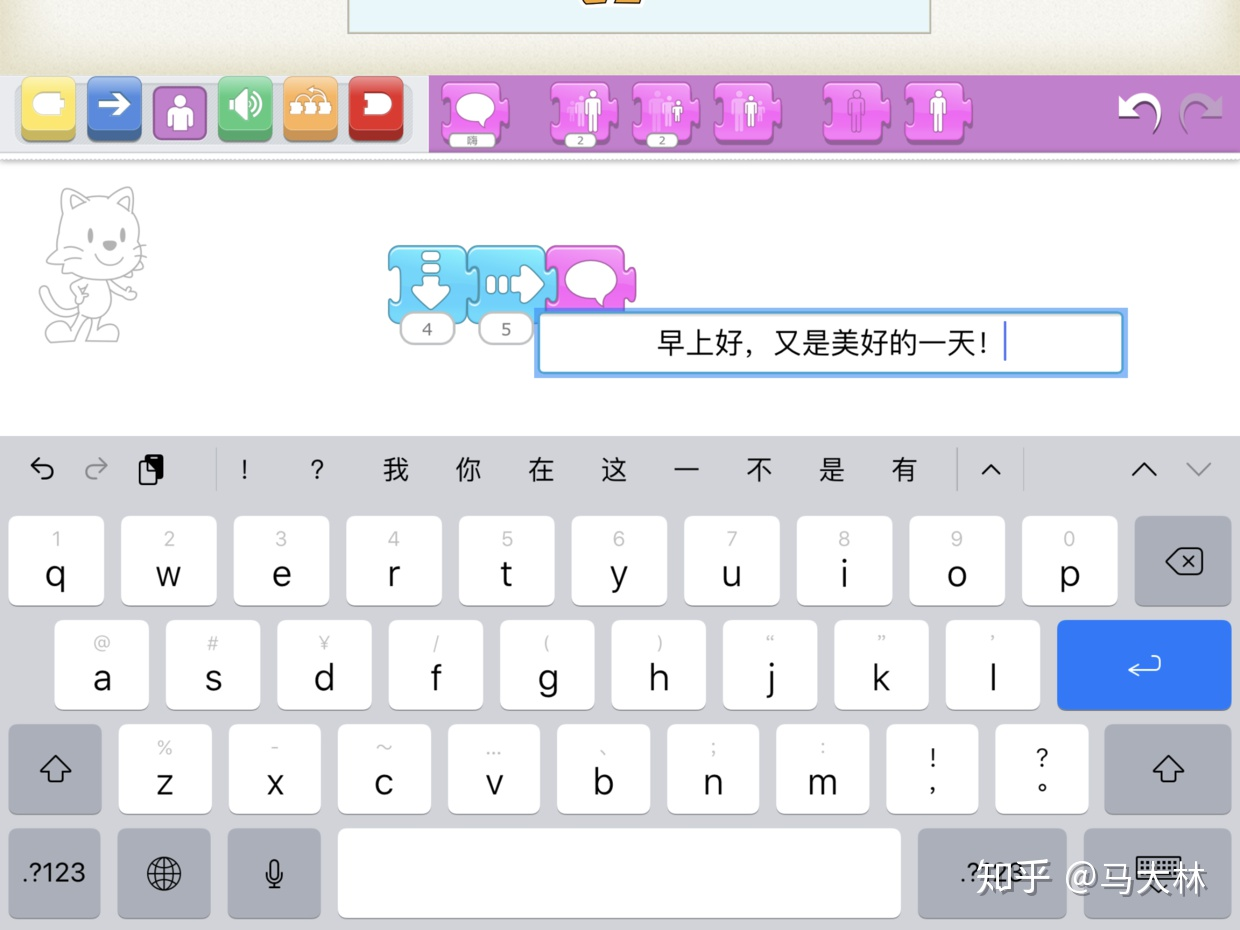 嗨
2
2
4
5
早上好，又是美好的一天！
！ ？ 我 你 在 这 一 不 是 有
1 2 3 4 5 6 7 8 9 0
q w e r t y u i o p
@ # ¥ / ( ) “ ” ’
a s d f g h j k l
% - ~ … 、 ; :
z x c v b n m ! , ? 。
.?123 .?123
知乎 @马大林